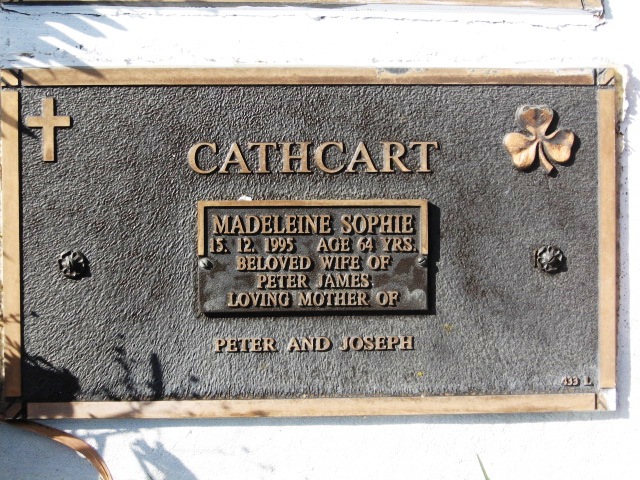 CATHCART
MADELEINE SOPHIE
15. 12. 1995 AGE 64 YRS.
BELOVED WIFE OF
PETER JAMES.
LOVING MOTHER OF
PETER AND JOSEPH
433 L